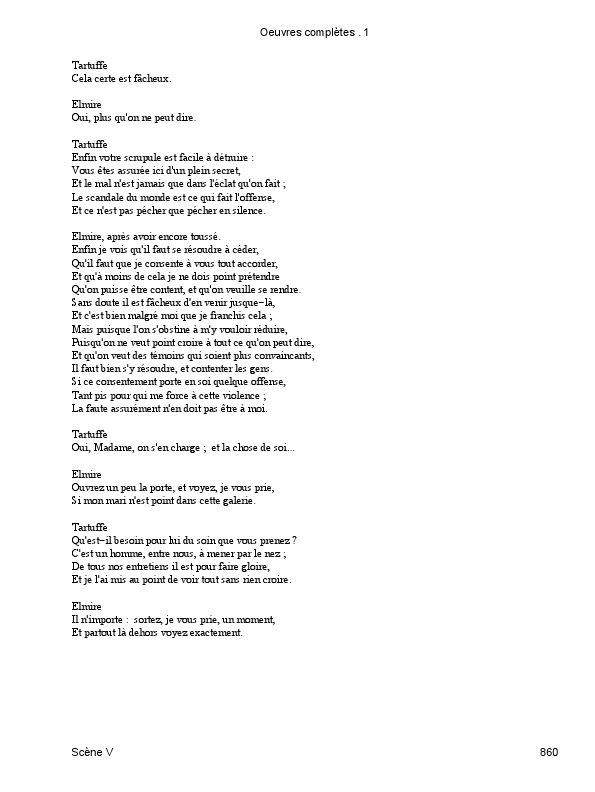 Oeuvres complètes . 1
Tartuffe
Cela certe est fâcheux.
Elmire
Oui, plus qu'on ne peut dire.
Tartuffe
Enfin votre scrupule est facile à détruire :
Vous êtes assurée ici d'un plein secret,
Et le mal n'est jamais que dans l'éclat qu'on fait ;
Le scandale du monde est ce qui fait l'offense,
Et ce n'est pas pécher que pécher en silence.
Elmire, après avoir encore toussé.
Enfin je vois qu'il faut se résoudre à céder,
Qu'il faut que je consente à vous tout accorder,
Et qu'à moins de cela je ne dois point prétendre
Qu'on puisse être content, et qu'on veuille se rendre.
Sans doute il est fâcheux d'en venir jusque-là,
Et c'est bien malgré moi que je franchis cela ;
Mais puisque l'on s'obstine à m'y vouloir réduire,
Puisqu'on ne veut point croire à tout ce qu'on peut dire,
Et qu'on veut des témoins qui soient plus convaincants,
Il faut bien s'y résoudre, et contenter les gens.
Si ce consentement porte en soi quelque offense,
Tant pis pour qui me force à cette violence ;
La faute assurément n'en doit pas être à moi.
Tartuffe
Oui, Madame, on s'en charge ; et la chose de soi...
Elmire
Ouvrez un peu la porte, et voyez, je vous prie,
Si mon mari n'est point dans cette galerie.
Tartuffe
Qu'est-il besoin pour lui du soin que vous prenez ?
C'est un homme, entre nous, à mener par le nez ;
De tous nos entretiens il est pour faire gloire,
Et je l'ai mis au point de voir tout sans rien croire.
Elmire
Il n'importe : sortez, je vous prie, un moment,
Et partout là dehors voyez exactement.
Scène V
860